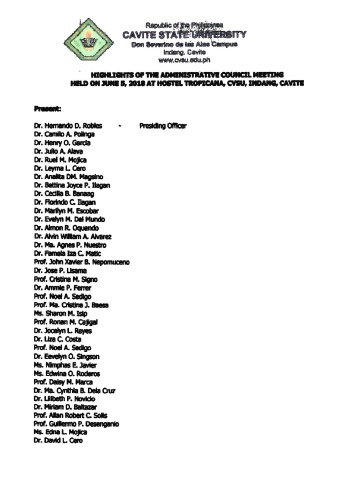 Republic of the Philippines
CAVITE STATE UNIVERSITY
Don Severino de las Alas Campus
Indang, Cavite
www.cvsu.edu.ph
HIGHLIGHTS OF THE ADMINISTRATIVE COUNCIL MEETING
HELD ON JUNE 5, 2018 AT HOSTEL TROPICANA, CVSU, INDANG, CAVITE
Present:
Dr. Hernando D. Robles - Presiding Officer
Dr. Camilo A. Polinga
Dr. Henry O. Garcia
Dr. Julio A. Alava
Dr. Ruel M. Mojica
Dr. Leyma L. Cero
Dr. Analita DM. Magsino
Dr. Bettina Joyce P. Ilagan
Dr. Cecilia B. Banaag
Dr. Florindo C. Ilagan
Dr. Marilyn M. Escobar
Dr. Evelyn M. Del Mundo
Dr. Almon R. Oquendo
Dr. Alvin William A. Alvarez
Dr. Ma. Agnes P. Nuestro
Dr. Pamela Iza C. Matic
Prof. John Xavier B. Nepomuceno
Dr. Jose P. Lisama
Prof. Cristina M. Signo
Dr. Ammie P. Ferrer
Prof. Noel A. Sedigo
Prof. Ma. Cristina J. Baesa
Ms. Sharon M. Isip
Prof. Ronan M. Cajigal
Dr. Jocelyn L. Reyes
Dr. Liza C. Costa
Prof. Noel A. Sedigo
Dr. Eevelyn O. Singson
Ms. Nimphas E. Javier
Ms. Edwina O. Roderos
Prof. Daisy M. Marca
Dr. Ma. Cynthia B. Dela Cruz
Dr. Lilibeth P. Novicio
Dr. Miriam D. Baltazar
Prof. Allan Robert C. Solis
Prof. Guillermo P. Desenganio
Ms. Edna L. Mojica
Dr. David L. Cero